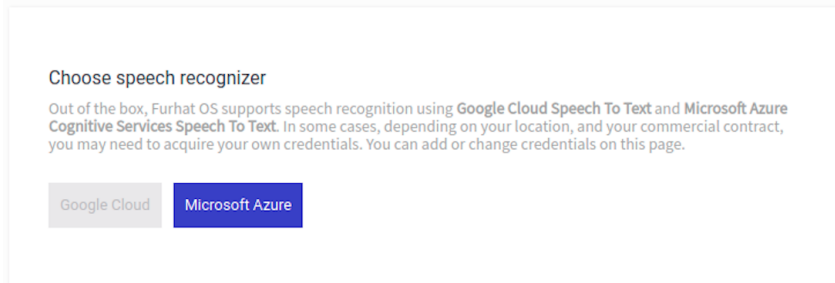 Choose speech recognizer
Out of the box, Furhat OS supports speech recognition using Google Cloud Speech To Text and Microsoft Azure
Cognitive Services Speech To Text. In some cases, depending on your location, and your commercial contract,
you may need to acquire your own credentials. You can add or change credentials on this page.
Google Cloud Microsoft Azure